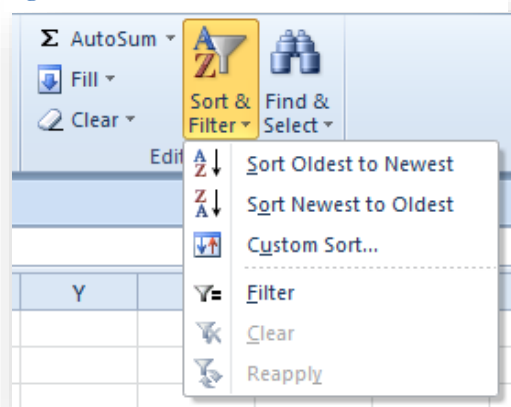 Σ AutoSum
Fill
Clear
Sort & Filter
Find & Select
Edit
Sort Oldest to Newest
Sort Newest to Oldest
Custom Sort...
Filter
Clear
Reapply
Y